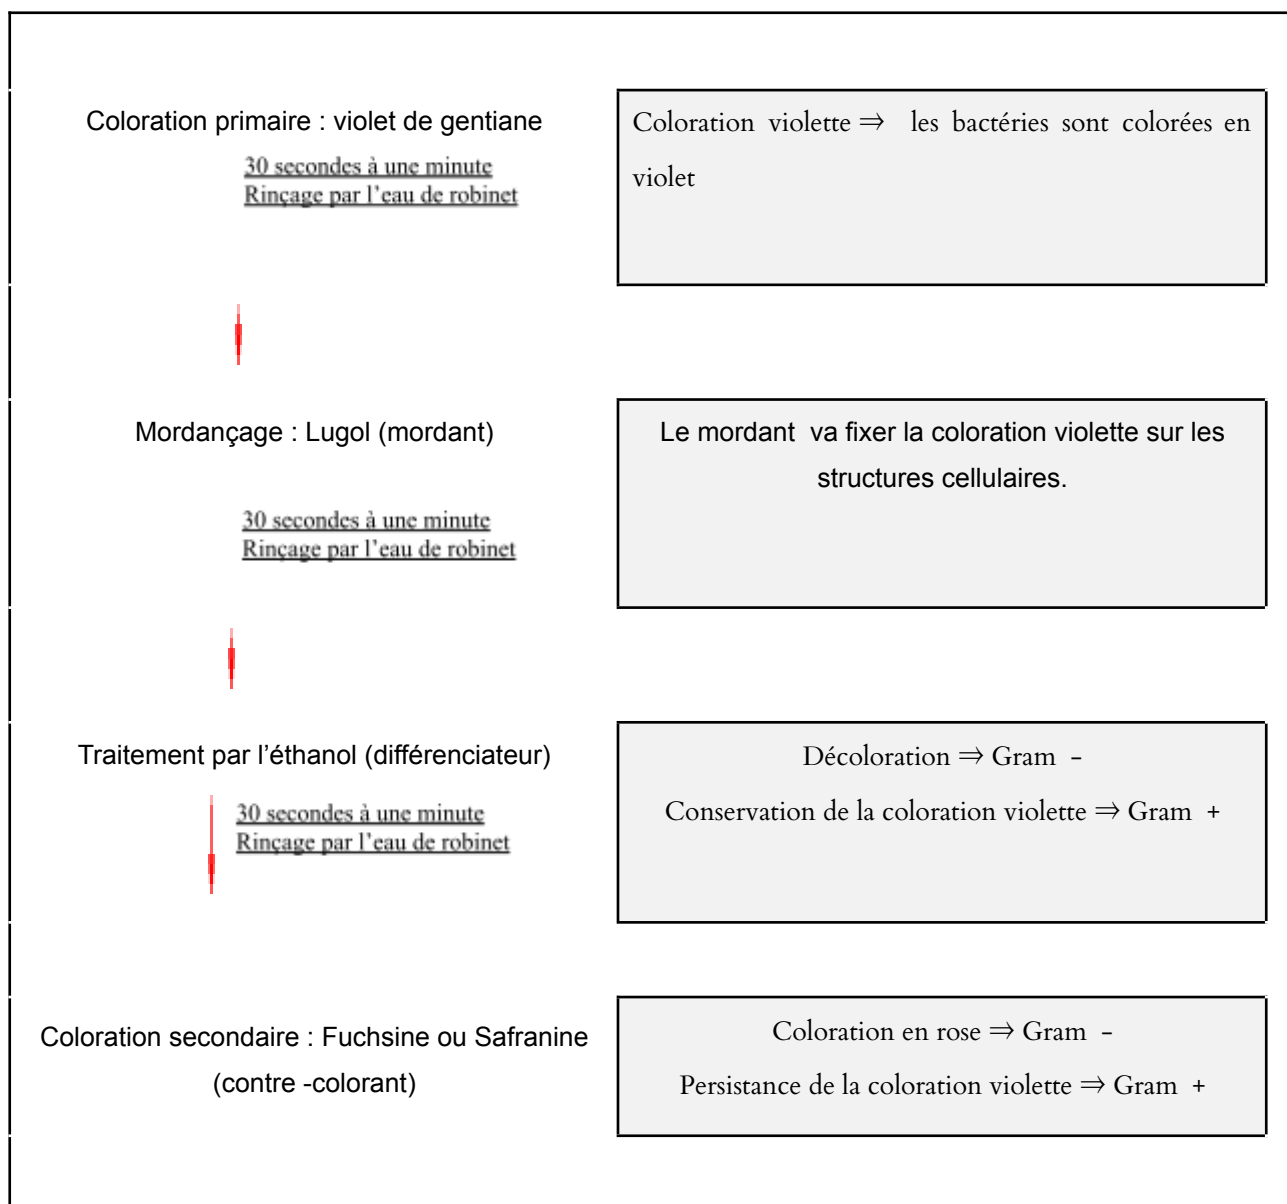 Coloration primaire : violet de gentiane
30 secondes à une minute
Rinçage par l'eau de robinet
Coloration violette ⇒ les bactéries sont colorées en
violet
Mordançage : Lugol (mordant)
30 secondes à une minute
Rinçage par l'eau de robinet
Le mordant va fixer la coloration violette sur les
structures cellulaires.
Traitement par l'éthanol (différenciateur)
30 secondes à une minute
Rinçage par l'eau de robinet
Décoloration ⇒ Gram -
Conservation de la coloration violette ⇒ Gram +
Coloration secondaire : Fuchsine ou Safranine
(contre -colorant)
Coloration en rose ⇒ Gram -
Persistance de la coloration violette ⇒ Gram +